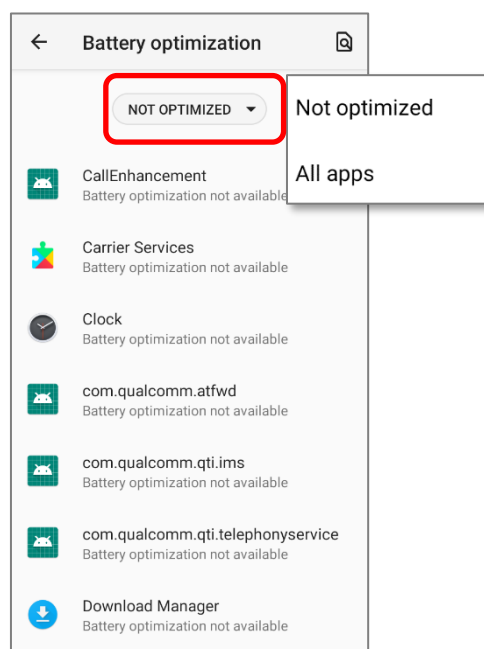 Battery optimization
NOT OPTIMIZED
Not optimized
All apps
CallEnhancement
Battery optimization not available
Carrier Services
Battery optimization not available
Clock
Battery optimization not available
com.qualcomm.atfwd
Battery optimization not available
com.qualcomm.qti.ims
Battery optimization not available
com.qualcomm.qti.telephonyservice
Battery optimization not available
Download Manager
Battery optimization not available